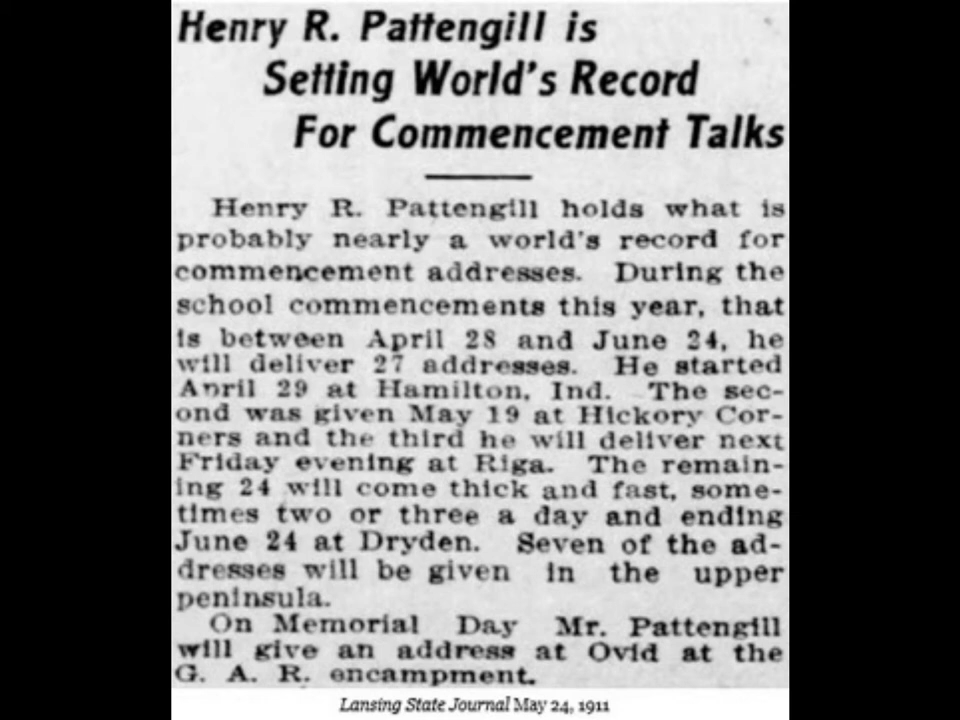 Henry R. Pattengill is
Setting World's Record
For Commencement Talks
Henry R. Pattengill holds what is
probably nearly a world's record for
commencement addresses. During the
school commencements this year, that
is between April 28 and June 24, he
will deliver 27 addresses. He started
April 29 at Hamilton, Ind. The sec-
ond was given May 19 at Hickory Cor-
ners and the third he will deliver next
Friday evening at Riga. The remain-
ing 24 will come thick and fast, some-
times two or three a day and ending
June 24 at Dryden. Seven of the ad-
dresses will be given in the upper
peninsula.
On Memorial Day Mr. Pattengill
will give an address at Ovid at the
G. A. R. encampment.
Lansing State Journal May 24, 1911